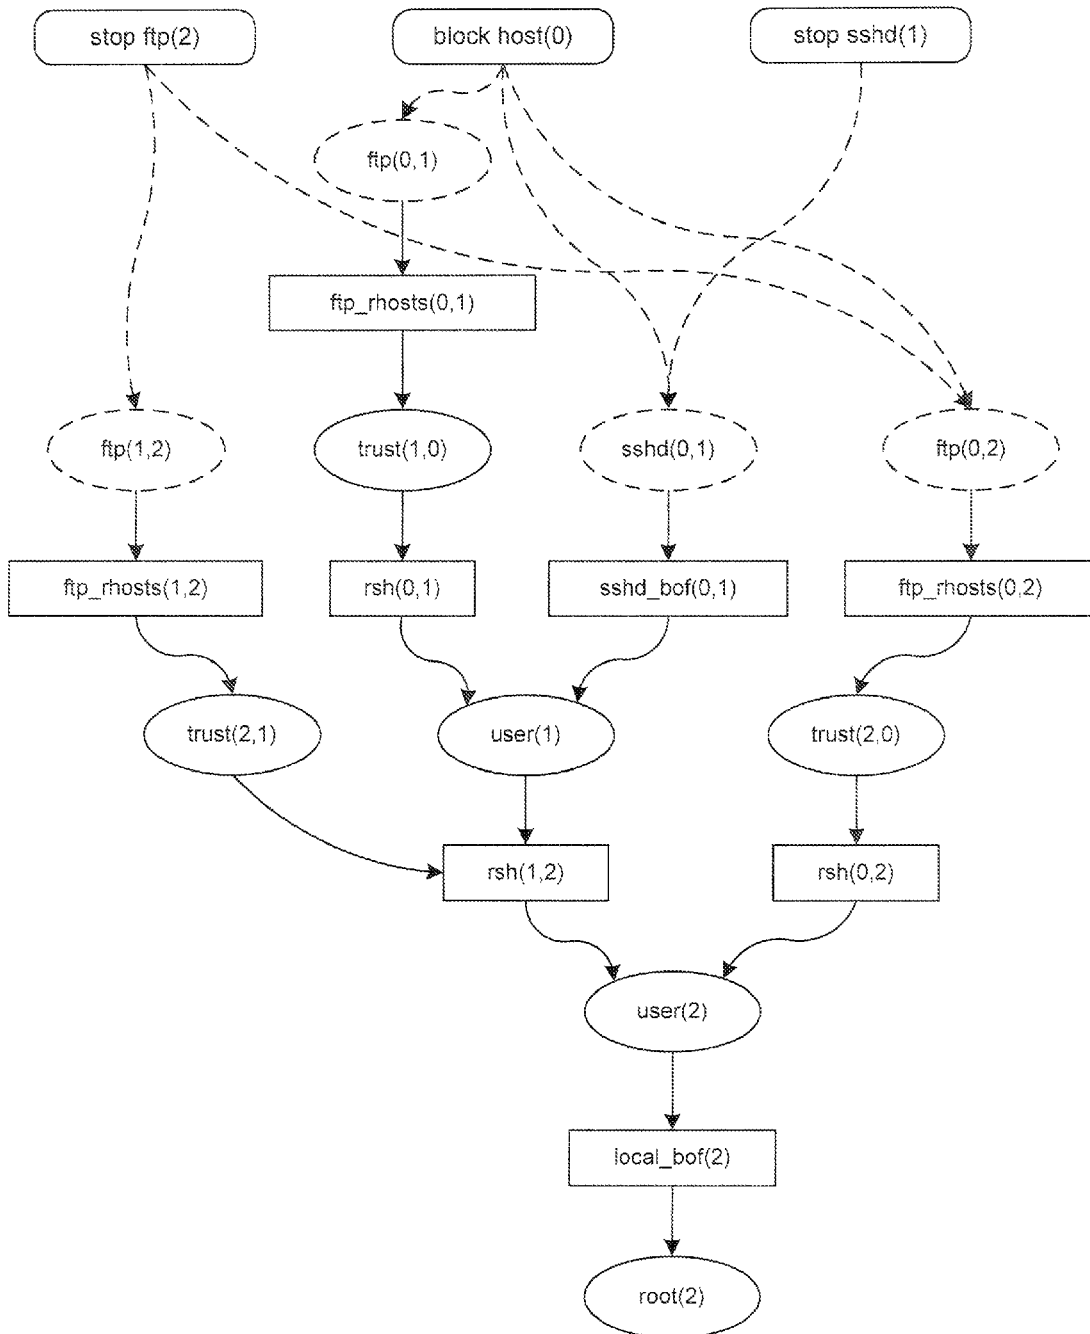 stop ftp(2)
block host(0)
stop sshd(1)
ftp(0,1)
ftp_rhosts(0,1)
ftp(1,2)
trust(1,0)
sshd(0,1)
ftp(0,2)
ftp_rhosts(1,2)
rsh(0,1)
sshd_bof(0,1)
ftp_rhosts(0,2)
trust(2,1)
user(1)
trust(2,0)
rsh(1,2)
rsh(0,2)
user(2)
local_bof(2)
root(2)